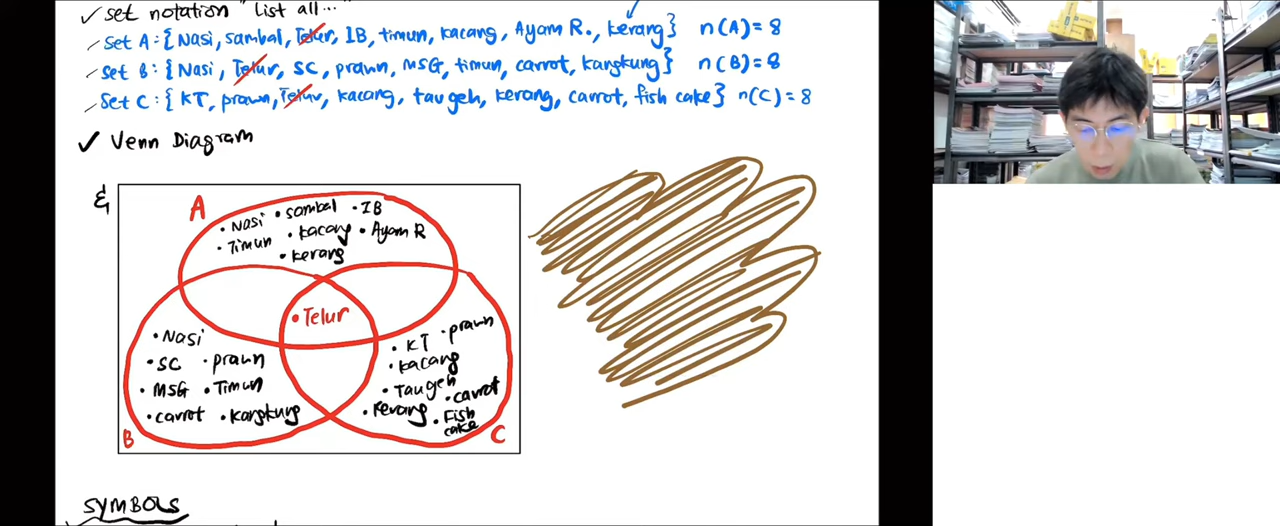 ✓ set notation "List all..."
✓ Set A:{Nasi, sambal, Telur, IB, timun, kacang, Ayam R., kerang} n(A)=8
✓ Set B:{Nasi, Telur, SC, prawn, MSG, timun, carrot, kangkung} n(B)=8
✓ Set C:{KT, prawn, Telur, kacang, taugeh, kerang, carrot, fish cake} n(C)=8
✓ Venn Diagram
ξ
A
• Nasi • sambal • IB
• Timun • kacang • Ayam R
• kerang
• Telur
• Nasi
• SC • prawn
• MSG • Timun
• carrot • kangkung
B
• KT • prawn
• kacang
• Taugeh • carrot
• kerang • Fish cake
C
SYMBOLS